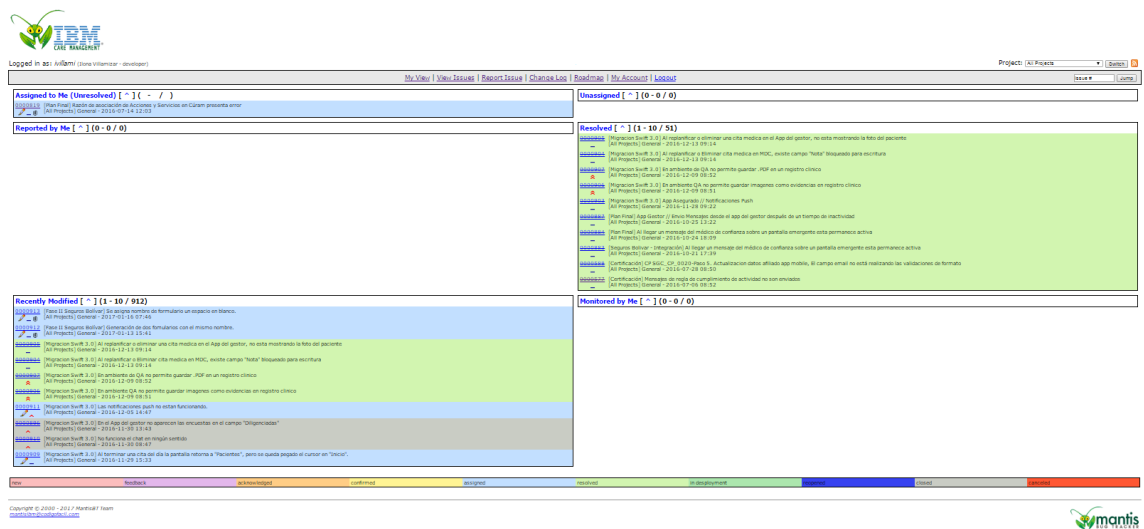 IBM
CARE MANAGEMENT
Logged in as: (Ilona Villamizar - developer)
Project: All Projects Switch
My View | View Issues | Report Issue | Change Log | Roadmap | My Account | Logout
Issue # Jump
Assigned to Me (Unresolved) [ ^ ] ( - / )
0000810 [Plan Final] Razón de asociación de Acciones y Servicios en Cúram presenta error
[All Projects] General - 2016-07-14 12:03
Unassigned [ ^ ] (0 - 0 / 0)
Reported by Me [ ^ ] (0 - 0 / 0)
Resolved [ ^ ] (1 - 10 / 51)
[Migracion Swift 3.0] Al replanificar o eliminar una cita medica en el App del gestor, no esta mostrando la foto del paciente
[All Projects] General - 2016-12-13 09:14
[Migracion Swift 3.0] Al replanificar o Eliminar cita medica en MDC, existe campo "Nota" bloqueado para escritura
[All Projects] General - 2016-12-13 09:14
[Migracion Swift 3.0] En ambiente de QA no permito guardar .PDF en un registro clinico
[All Projects] General - 2016-12-09 08:52
[Migracion Swift 3.0] En ambiente QA no permite guardar imagenes como evidencias en registro clinico
[All Projects] General - 2016-12-09 08:51
[Migracion Swift 3.0] App Asegurado // Notificaciones Push
[All Projects] General - 2016-11-28 09:22
[Plan Final] App Gestor // Envio Mensajes desde el app del gestor después de un tiempo de inactividad
[All Projects] General - 2016-10-25 13:22
[Plan Final] Al llegar un mensaje del médico de confianza sobre un pantalla emergente esta permanece activa
[All Projects] General - 2016-10-24 18:09
[Seguros Bolivar - Integración] Al llegar un mensaje del médico de confianza sobre un pantalla emergente esta permanece activa
[All Projects] General - 2016-10-21 17:39
[Certificación] CP SGC_CP_0020-Paso 5. Actualizacion datos afiliado app mobile, El campo email no está realizando las validaciones de formato
[All Projects] General - 2016-07-28 08:50
[Certificación] Mensajes de regla de cumplimiento de actividad no son enviados
[All Projects] General - 2016-07-06 08:52
Recently Modified [ ^ ] (1 - 10 / 912)
0000913 [Fase II Seguros Bolivar] Se asigna nombre de formulario un espacio en blanco.
[All Projects] General - 2017-01-16 07:46
0000912 [Fase II Seguros Bolivar] Generación de dos formularios con el mismo nombre.
[All Projects] General - 2017-01-13 15:41
[Migracion Swift 3.0] Al replanificar o eliminar una cita medica en el App del gestor, no esta mostrando la foto del paciente
[All Projects] General - 2016-12-13 09:14
[Migracion Swift 3.0] Al replanificar o Eliminar cita medica en MDC, existe campo "Nota" bloqueado para escritura
[All Projects] General - 2016-12-13 09:14
[Migracion Swift 3.0] En ambiente de QA no permito guardar .PDF en un registro clinico
[All Projects] General - 2016-12-09 08:52
[Migracion Swift 3.0] En ambiente QA no permite guardar imagenes como evidencias en registro clinico
[All Projects] General - 2016-12-09 08:51
0000911 [Migracion Swift 3.0] Las notificaciones push no estan funcionando.
[All Projects] General - 2016-12-05 14:47
[Migracion Swift 3.0] En el App del gestor no aparecen las encuestas en el campo "Diligenciadas"
[All Projects] General - 2016-11-30 13:43
[Migracion Swift 3.0] No funciona el chat en ningún sentido
[All Projects] General - 2016-11-30 08:47
0000909 [Migracion Swift 3.0] Al terminar una cita del dia la pantalla retorna a "Pacientes", pero se queda pegado el cursor en "Inicio".
[All Projects] General - 2016-11-29 15:33
Monitored by Me [ ^ ] (0 - 0 / 0)
new feedback acknowledged confirmed assigned resolved in desployment closed canceled
Copyright © 2000 - 2017 MantisBT Team
mantisibm@codigofacil.com
mantis
BUG TRACKER